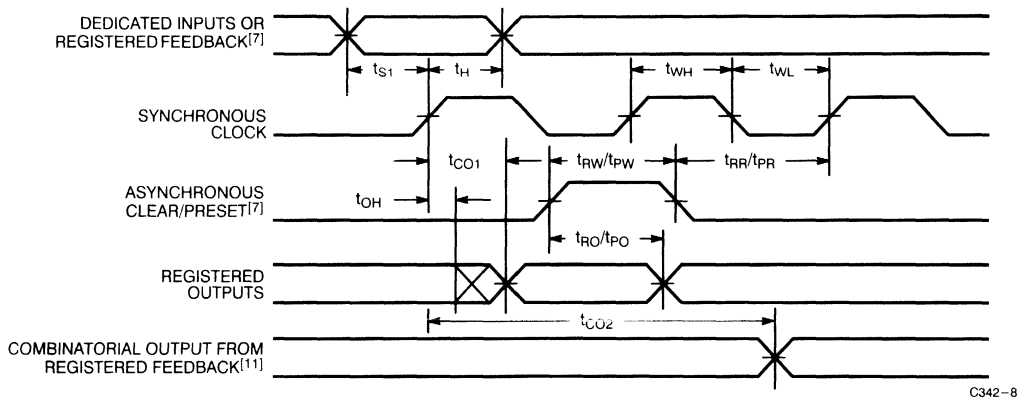 DEDICATED INPUTS OR
REGISTERED FEEDBACK[7]
tS1
tH
tWH
tWL
SYNCHRONOUS
CLOCK
tCO1
tRW/tPW
tRR/tPR
ASYNCHRONOUS
CLEAR/PRESET[7]
tOH
tRO/tPO
REGISTERED
OUTPUTS
tCO2
COMBINATORIAL OUTPUT FROM
REGISTERED FEEDBACK[11]
C342-8